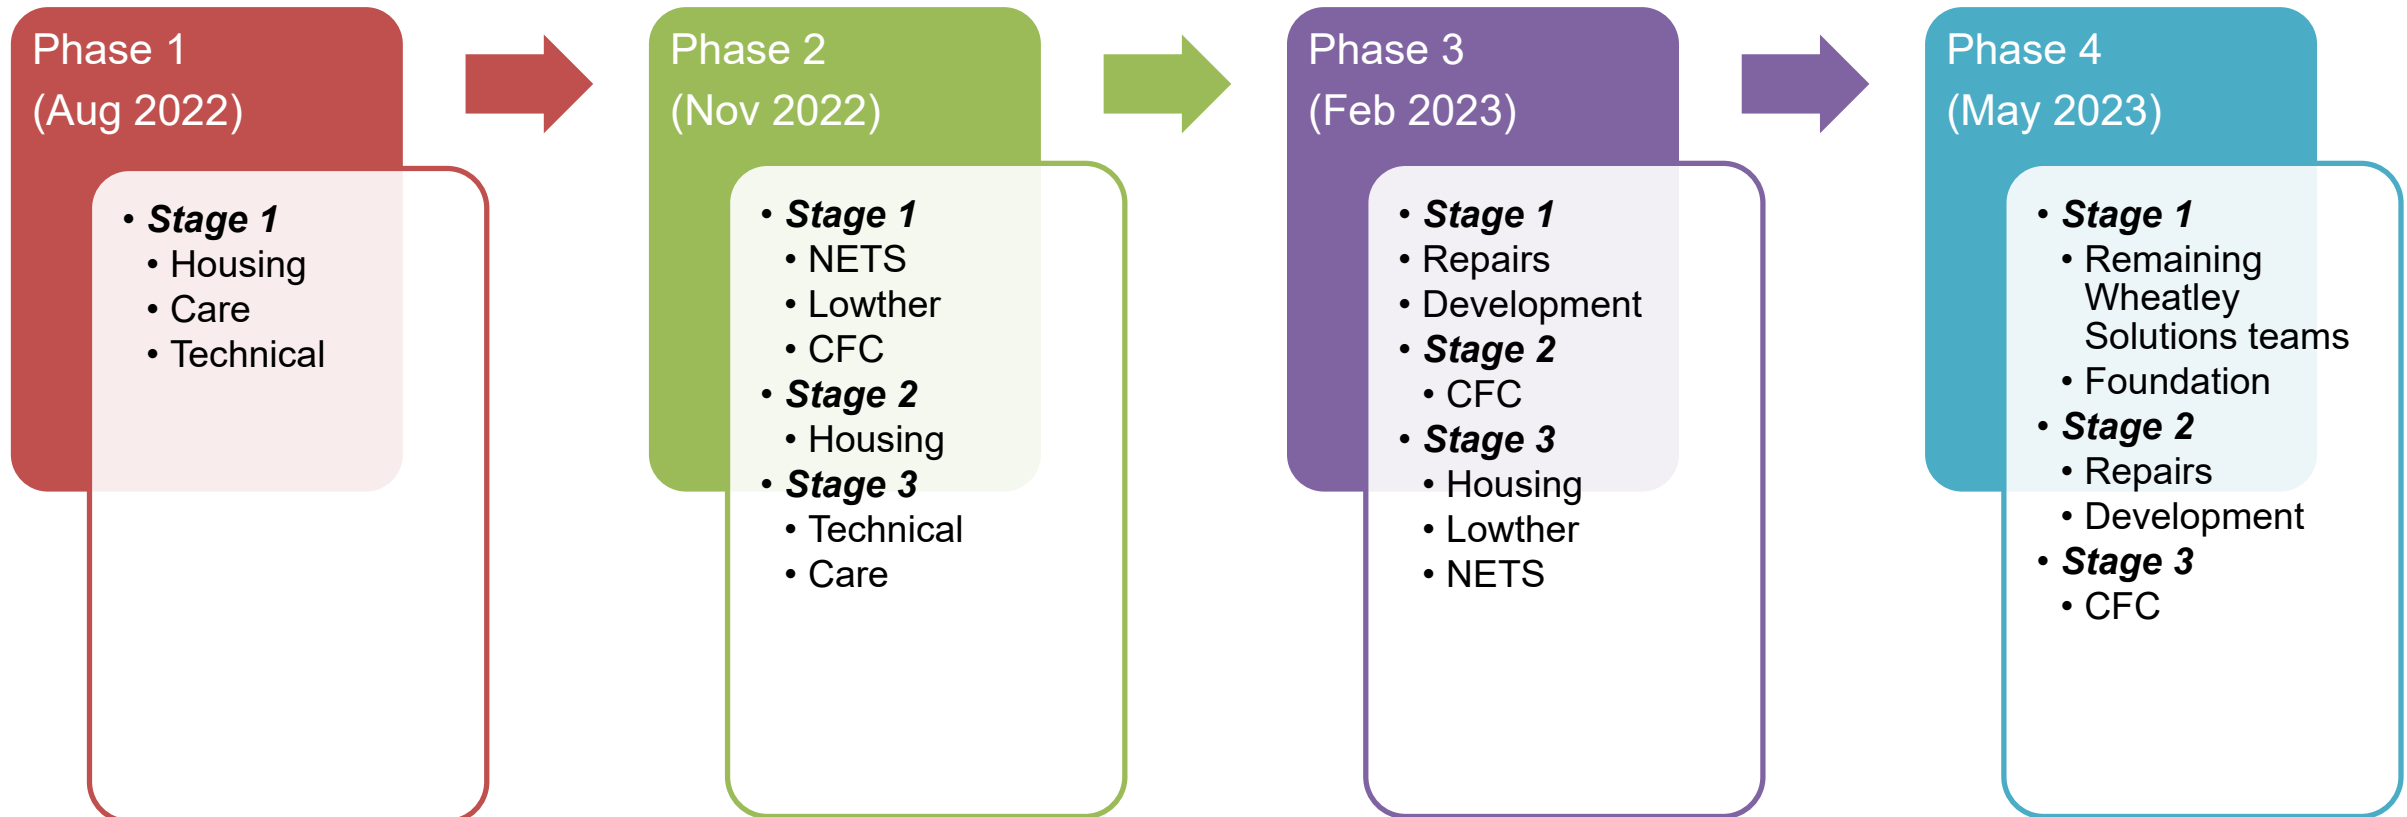 Phase 1
(Aug 2022)
• Stage 1
• Housing
• Care
• Technical
Phase 2
(Nov 2022)
• Stage 1
• NETS
• Lowther
• CFC
• Stage 2
• Housing
• Stage 3
• Technical
• Care
Phase 3
(Feb 2023)
• Stage 1
• Repairs
• Development
• Stage 2
• CFC
• Stage 3
• Housing
• Lowther
• NETS
Phase 4
(May 2023)
• Stage 1
• Remaining
Wheatley
Solutions teams
• Foundation
• Stage 2
• Repairs
• Development
• Stage 3
• CFC